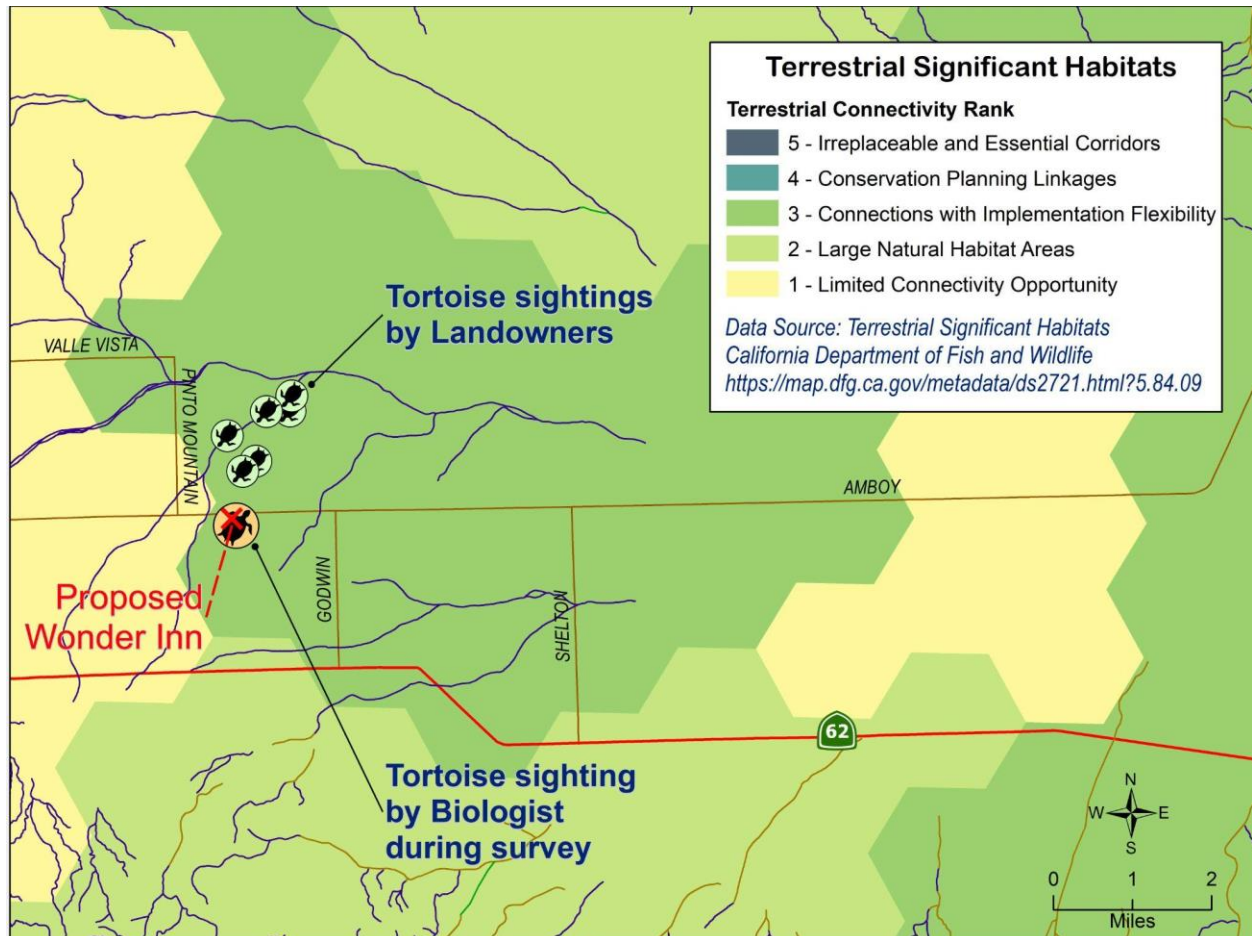 Terrestrial Significant Habitats
Terrestrial Connectivity Rank
5 - Irreplaceable and Essential Corridors
4 - Conservation Planning Linkages
3 - Connections with Implementation Flexibility
2 - Large Natural Habitat Areas
1 - Limited Connectivity Opportunity
Data Source: Terrestrial Significant Habitats
California Department of Fish and Wildlife
https://map.dfg.ca.gov/metadata/ds2721.html?5.84.09
Tortoise sightings
by Landowners
VALLE VISTA
PINTO MOUNTAIN
AMBOY
GODWIN
SHELTON
Proposed
Wonder Inn
62
Tortoise sighting
by Biologist
during survey
N
W
E
S
0
1
2
Miles